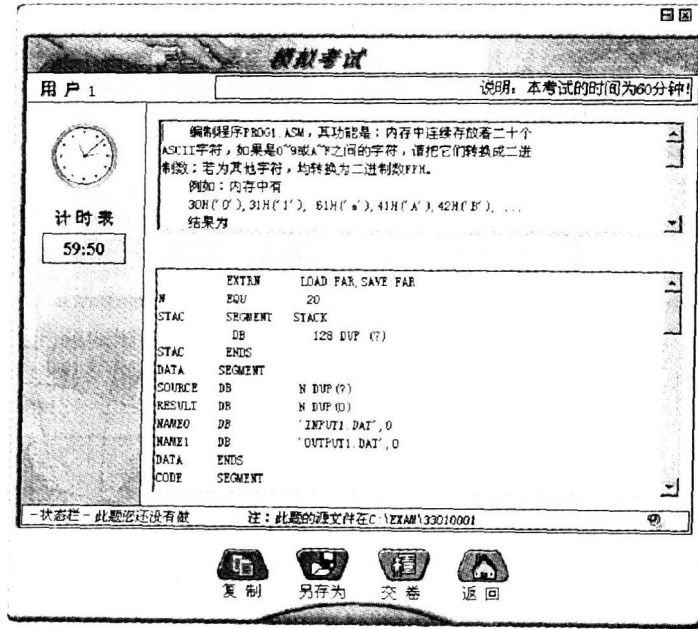 模拟考试
用户1
说明：本考试的时间为60分钟!
编制程序PROG1.ASM，其功能是：内存中连续存放着二十个
ASCII字符，如果是0~9或A~F之间的字符，请把它们转换成二进
制数；若为其他字符，均转换为二进制数FFH。
例如：内存中有
30H('0'),31H('1'), 61H('a'),41H('A'),42H('B'), ...
结果为
计时表
59:50
EXTRN LOAD FAR,SAVE FAR
N EQU 20
STAC SEGMENT STACK
DB 128 DUP (?)
STAC ENDS
DATA SEGMENT
SOURCE DB N DUP(?)
RESULT DB N DUP(0)
NAME0 DB 'INPUT1.DAT',0
NAME1 DB 'OUTPUT1.DAT',0
DATA ENDS
CODE SEGMENT
-状态栏-此题您还没有做 注：此题的源文件在C:\EXAM\33010001
复制 另存为 交卷 返回